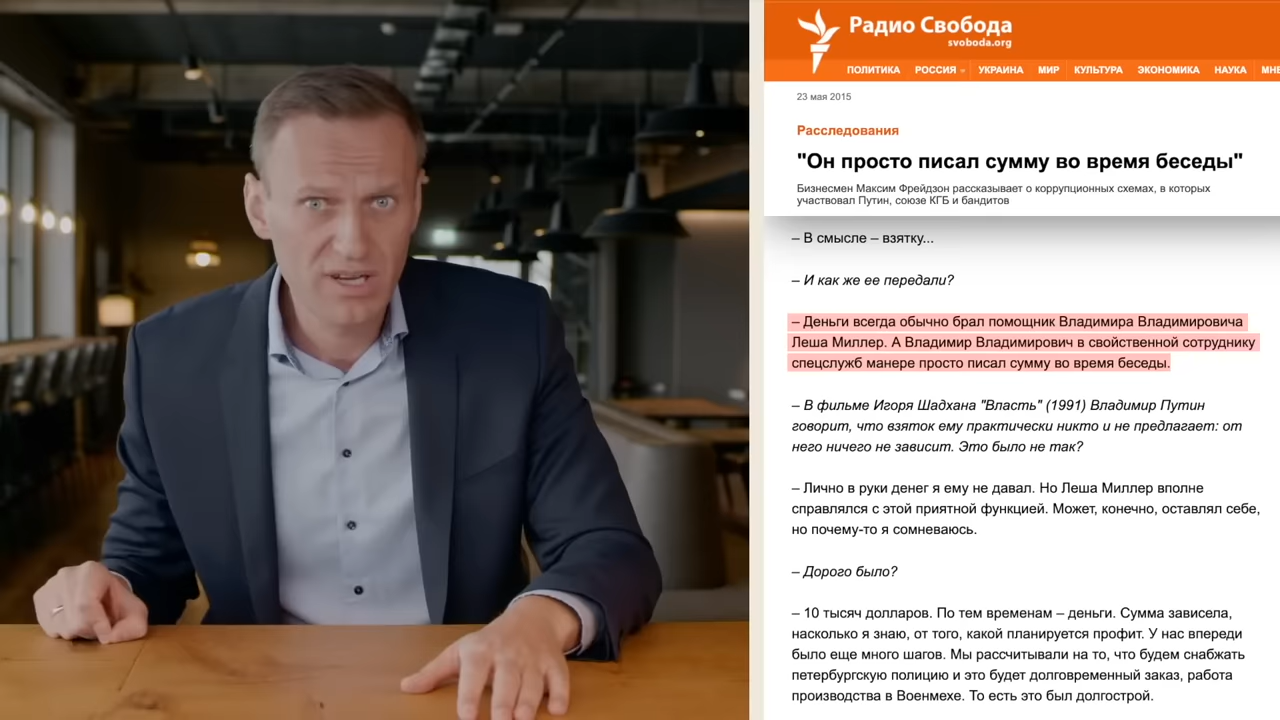 Радио Свобода
svoboda.org
ПОЛИТИКА РОССИЯ УКРАИНА МИР КУЛЬТУРА ЭКОНОМИКА НАУКА
23 мая 2015
Расследования
"Он просто писал сумму во время беседы"
Бизнесмен Максим Фрейдзон рассказывает о коррупционных схемах, в которых
участвовал Путин, союзе КГБ и бандитов
– В смысле – взятку...
– И как же ее передали?
– Деньги всегда обычно брал помощник Владимира Владимировича
Леша Миллер. А Владимир Владимирович в свойственной сотруднику
спецслужб манере просто писал сумму во время беседы.
– В фильме Игоря Шадхана "Власть" (1991) Владимир Путин
говорит, что взяток ему практически никто и не предлагает: от
него ничего не зависит. Это было не так?
– Лично в руки денег я ему не давал. Но Леша Миллер вполне
справлялся с этой приятной функцией. Может, конечно, оставлял себе,
но почему-то я сомневаюсь.
– Дорого было?
– 10 тысяч долларов. По тем временам – деньги. Сумма зависела,
насколько я знаю, от того, какой планируется профит. У нас впереди
было еще много шагов. Мы рассчитывали на то, что будем снабжать
петербургскую полицию и это будет долговременный заказ, работа
производства в Военмехе. То есть это был долгострой.